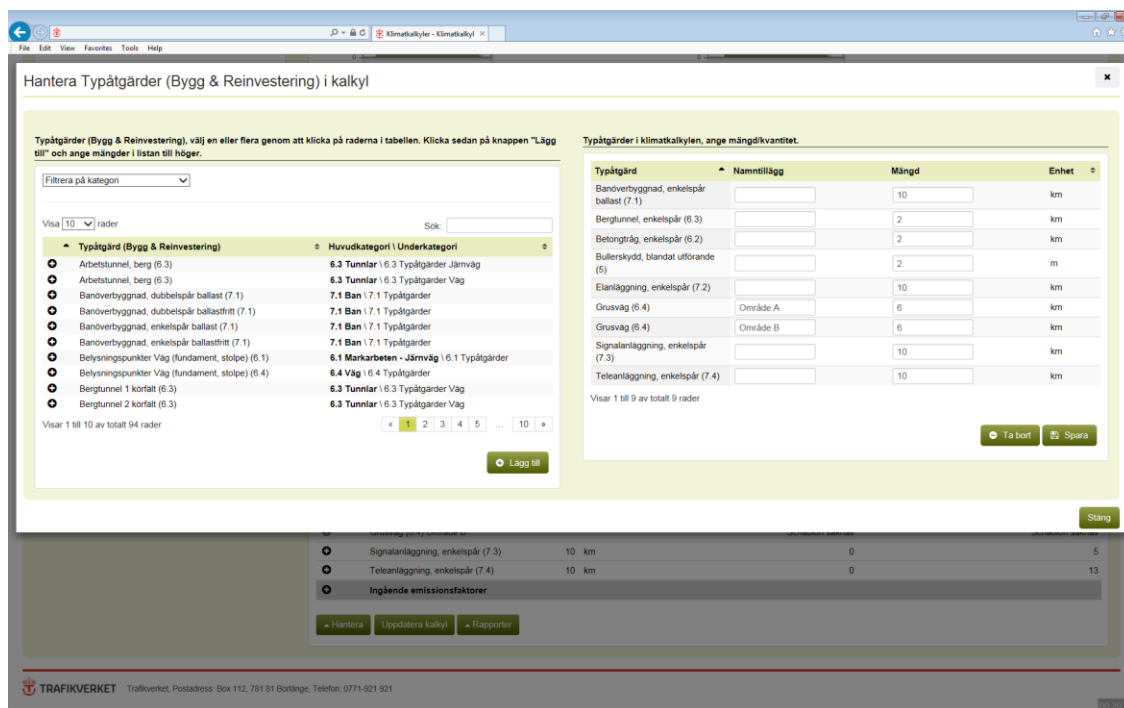 Klimatkalkyler - Klimatkalkyl
File Edit View Favorites Tools Help
Hantera Typåtgärder (Bygg & Reinvestering) i kalkyl
Typåtgärder (Bygg & Reinvestering), välj en eller flera genom att klicka på raderna i tabellen. Klicka sedan på knappen "Lägg
till" och ange mängder i listan till höger.
Filtrera på kategori
Visa 10 rader
Sök:
Typåtgärd (Bygg & Reinvestering) Huvudkategori \ Underkategori
Arbetstunnel, berg (6.3) 6.3 Tunnlar \ 6.3 Typåtgärder Järnväg
Arbetstunnel, berg (6.3) 6.3 Tunnlar \ 6.3 Typåtgärder Väg
Banöverbyggnad, dubbelspår ballast (7.1) 7.1 Ban \ 7.1 Typåtgärder
Banöverbyggnad, dubbelspår ballastfritt (7.1) 7.1 Ban \ 7.1 Typåtgärder
Banöverbyggnad, enkelspår ballast (7.1) 7.1 Ban \ 7.1 Typåtgärder
Banöverbyggnad, enkelspår ballastfritt (7.1) 7.1 Ban \ 7.1 Typåtgärder
Belysningspunkter Väg (fundament, stolpe) (6.1) 6.1 Markarbeten - Järnväg \ 6.1 Typåtgärder
Belysningspunkter Väg (fundament, stolpe) (6.4) 6.4 Väg \ 6.4 Typåtgärder
Bergtunnel 1 körfält (6.3) 6.3 Tunnlar \ 6.3 Typåtgärder Väg
Bergtunnel 2 körfält (6.3) 6.3 Tunnlar \ 6.3 Typåtgärder Väg
Visar 1 till 10 av totalt 94 rader
« 1 2 3 4 5 ... 10 »
Lägg till
Typåtgärder i klimatkalkylen, ange mängd/kvantitet.
Typåtgärd Namntillägg Mängd Enhet
Banöverbyggnad, enkelspår
ballast (7.1) 10 km
Bergtunnel, enkelspår (6.3) 2 km
Betongtråg, enkelspår (6.2) 2 km
Bullerskydd, blandat utförande
(5) 2 m
Elanläggning, enkelspår (7.2) 10 km
Grusväg (6.4) Område A 6 km
Grusväg (6.4) Område B 6 km
Signalanläggning, enkelspår
(7.3) 10 km
Teleanläggning, enkelspår (7.4) 10 km
Visar 1 till 9 av totalt 9 rader
Ta bort Spara
Stäng
Grusväg (6.4) Område B Schablon saknas Schablon saknas
Signalanläggning, enkelspår (7.3) 10 km 0 5
Teleanläggning, enkelspår (7.4) 10 km 0 13
Ingående emissionsfaktorer
Hantera Uppdatera kalkyl Rapporter
TRAFIKVERKET Trafikverket, Postadress: Box 112, 781 81 Borlänge, Telefon: 0771-921 921